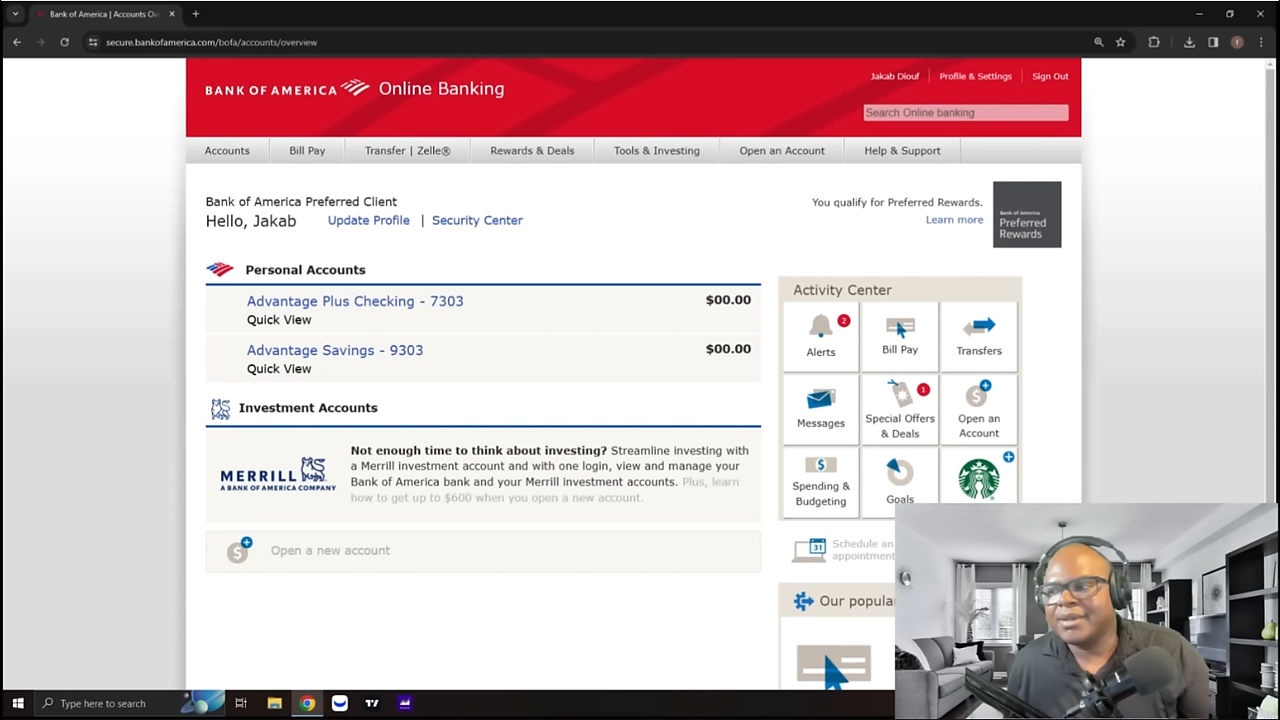 Bank of America | Accounts Ov
secure.bankofamerica.com/bofa/accounts/overview
f
Jakab Diouf
Profile & Settings
Sign Out
BANK OF AMERICA
Online Banking
Search Online banking
Accounts
Bill Pay
Transfer | Zelle®
Rewards & Deals
Tools & Investing
Open an Account
Help & Support
Bank of America Preferred Client
Hello, Jakab
Update Profile | Security Center
You qualify for Preferred Rewards.
Learn more
Bank of America
Preferred
Rewards
Personal Accounts
Advantage Plus Checking - 7303
$00.00
Quick View
Advantage Savings - 9303
$00.00
Quick View
Investment Accounts
MERRILL
A BANK OF AMERICA COMPANY
Not enough time to think about investing? Streamline investing with
a Merrill investment account and with one login, view and manage your
Bank of America bank and your Merrill investment accounts. Plus, learn
how to get up to $600 when you open a new account.
Open a new account
Activity Center
2
Alerts
Bill Pay
Transfers
Messages
1
Special Offers
& Deals
Open an
Account
Spending &
Budgeting
Goals
31
Schedule an
appointment
Our popula
Type here to search